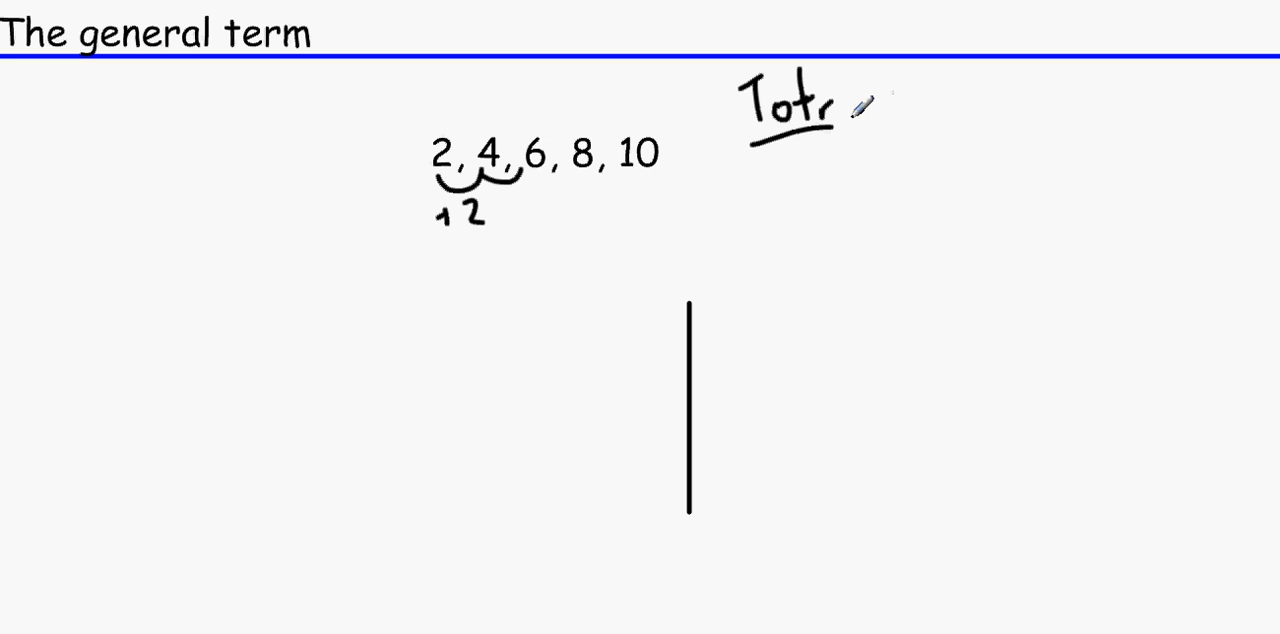 The general term
Totr
2, 4, 6, 8, 10
+2